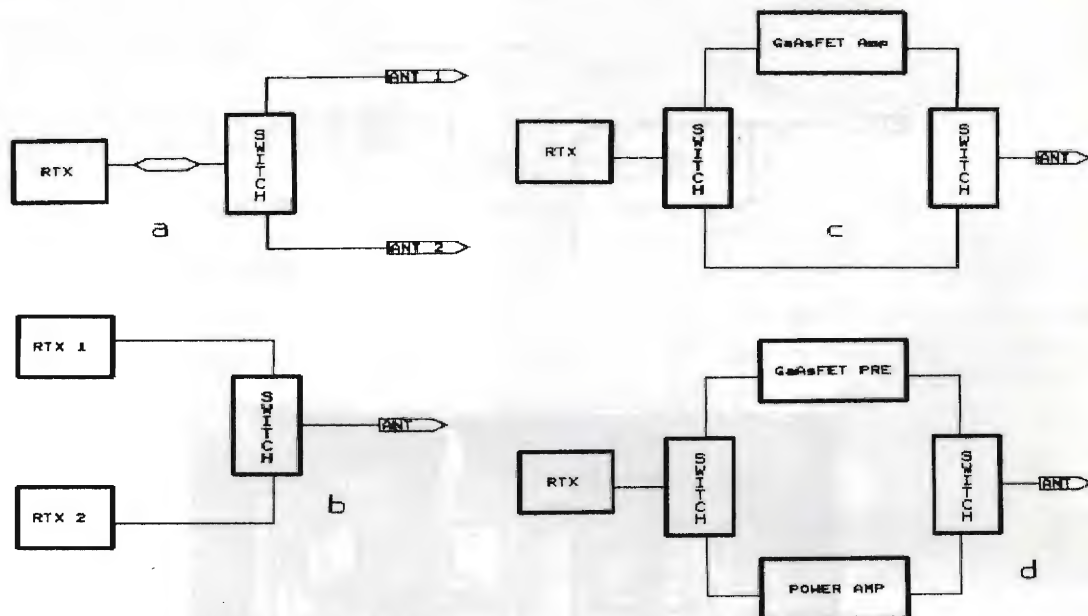 RTX
SWITCH
ANT 1
ANT 2
a
RTX
SWITCH
GaAsFET Amp
SWITCH
ANT
c
RTX 1
RTX 2
SWITCH
ANT
b
RTX
SWITCH
GaAsFET PRE
POWER AMP
SWITCH
ANT
d